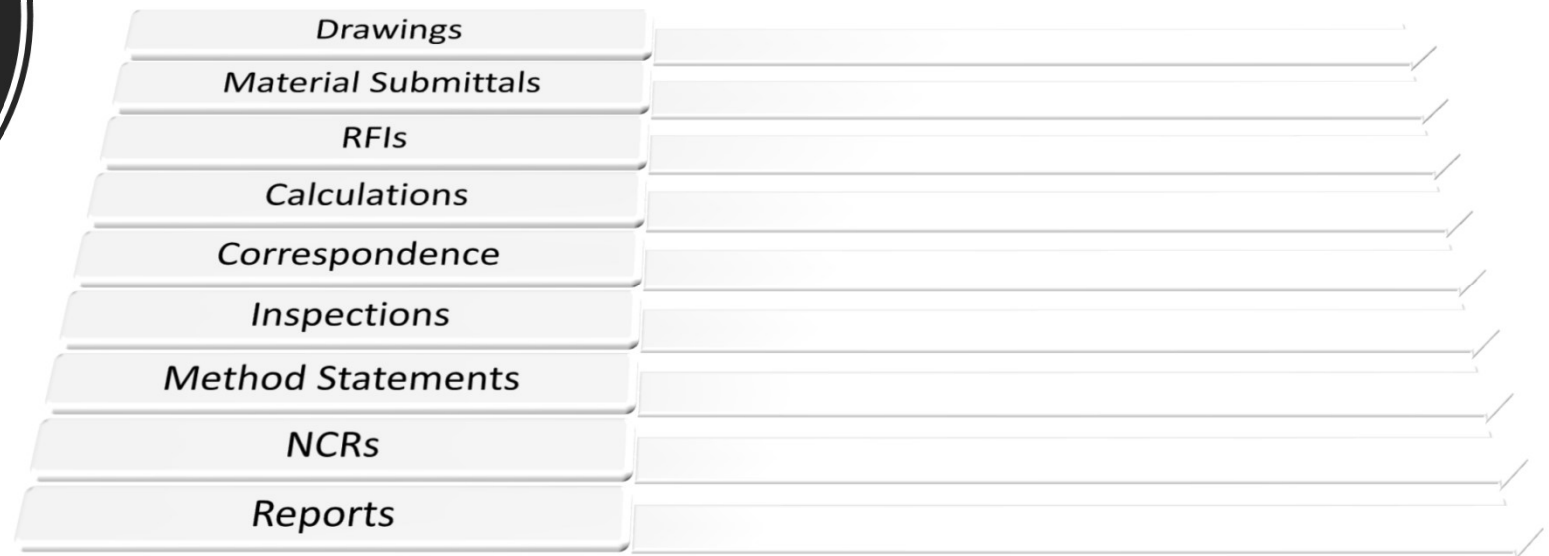 Drawings
Material Submittals
RFIs
Calculations
Correspondence
Inspections
Method Statements
NCRs
Reports